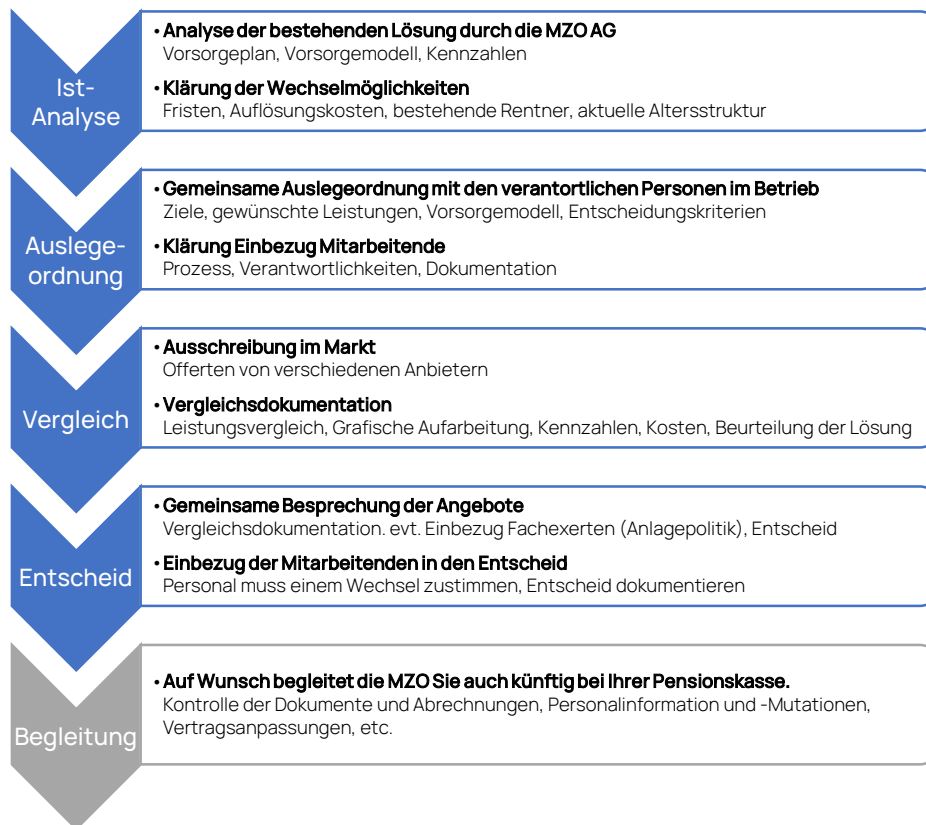 Ist-
Analyse
•Analyse der bestehenden Lösung durch die MZO AG
Vorsorgeplan, Vorsorgemodell, Kennzahlen
•Klärung der Wechselmöglichkeiten
Fristen, Auflösungskosten, bestehende Rentner, aktuelle Altersstruktur
Auslege-
ordnung
•Gemeinsame Auslegeordnung mit den verantortlichen Personen im Betrieb
Ziele, gewünschte Leistungen, Vorsorgemodell, Entscheidungskriterien
•Klärung Einbezug Mitarbeitende
Prozess, Verantwortlichkeiten, Dokumentation
Vergleich
•Ausschreibung im Markt
Offerten von verschiedenen Anbietern
•Vergleichsdokumentation
Leistungsvergleich, Grafische Aufarbeitung, Kennzahlen, Kosten, Beurteilung der Lösung
Entscheid
•Gemeinsame Besprechung der Angebote
Vergleichsdokumentation. evt. Einbezug Fachexerten (Anlagepolitik), Entscheid
•Einbezug der Mitarbeitenden in den Entscheid
Personal muss einem Wechsel zustimmen, Entscheid dokumentieren
Begleitung
•Auf Wunsch begleitet die MZO Sie auch künftig bei Ihrer Pensionskasse.
Kontrolle der Dokumente und Abrechnungen, Personalinformation und -Mutationen,
Vertragsanpassungen, etc.